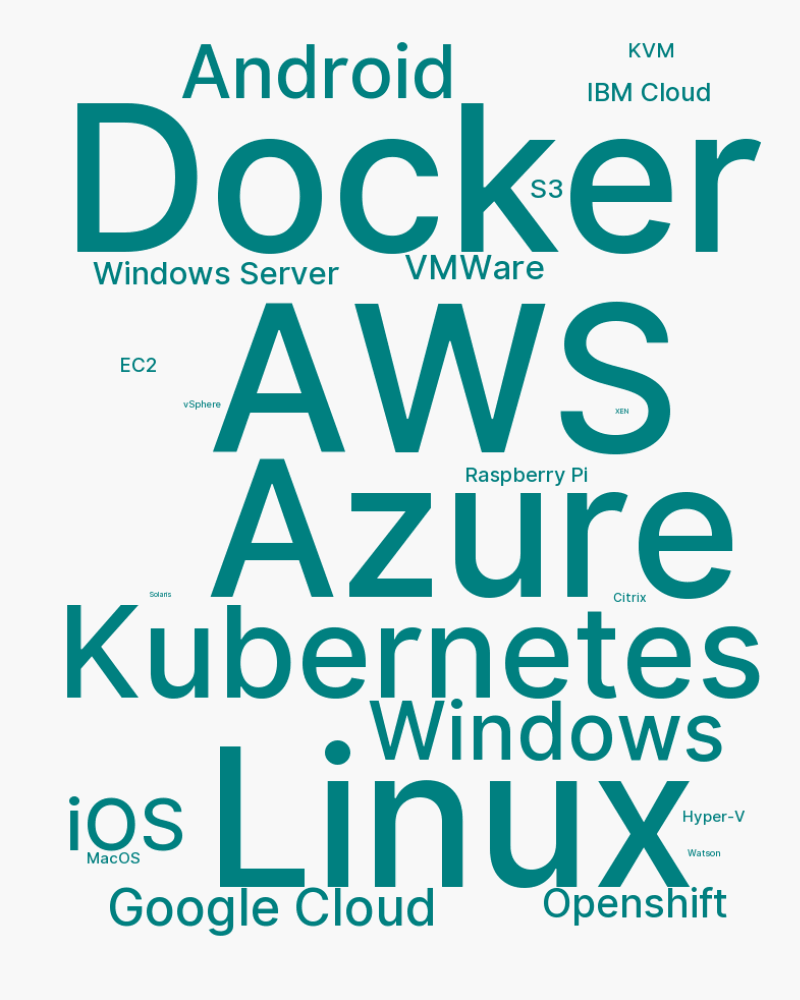 KVM
Android
IBM Cloud
Docker
S3
Windows Server
VMWare
AWS
EC2
vSphere
XEN
Raspberry Pi
Azure
Solaris
Citrix
Kubernetes
Windows
Linux
iOS
Hyper-V
Watson
MacOS
Google Cloud
Openshift